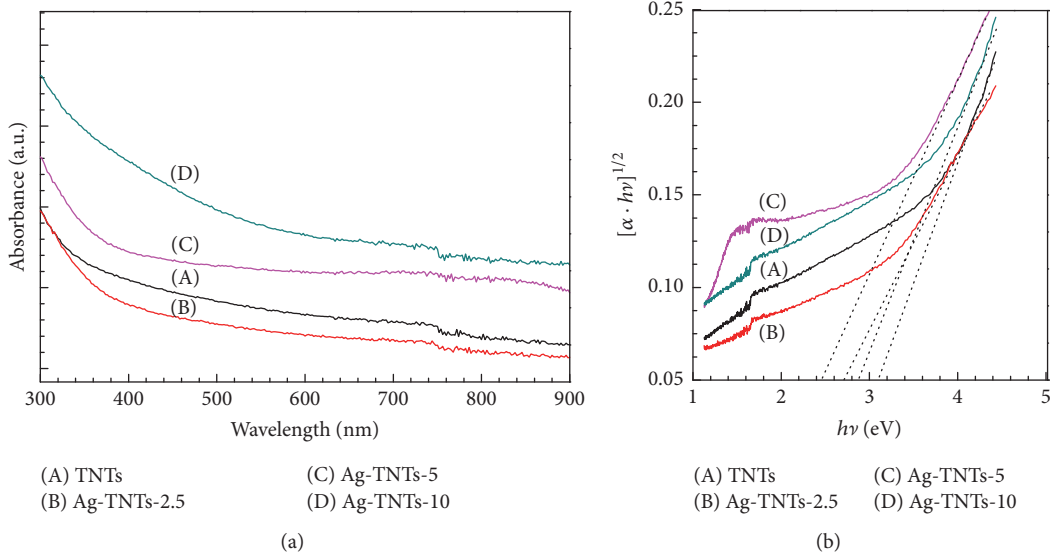 Absorbance (a.u.)
(D)
(C)
(A)
(B)
300 400 500 600 700 800 900
Wavelength (nm)
(A) TNTs
(B) Ag-TNTs-2.5
(C) Ag-TNTs-5
(D) Ag-TNTs-10
(a)
[α · hν]^1/2
0.25
0.20
0.15
0.10
0.05
(C)
(D)
(A)
(B)
1 2 3 4 5
hν (eV)
(A) TNTs
(B) Ag-TNTs-2.5
(C) Ag-TNTs-5
(D) Ag-TNTs-10
(b)